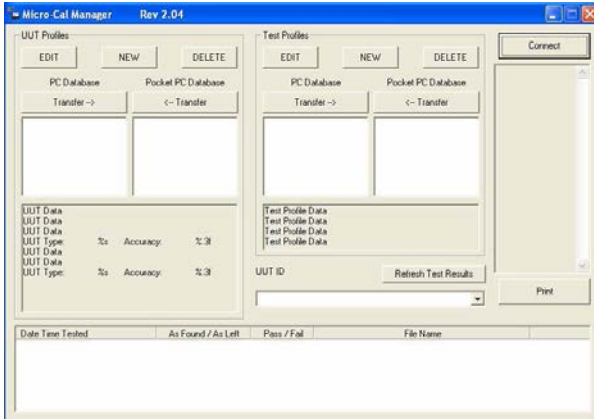 Micro-Cal Manager Rev 2.04
UUT Profiles
EDIT NEW DELETE
PC Database Pocket PC Database
Transfer --> <-- Transfer
UUT Data
UUT Data
UUT Data
UUT Type: %s Accuracy: %.3f
UUT Data
UUT Data
UUT Type: %s Accuracy: %.3f
Test Profiles
EDIT NEW DELETE
PC Database Pocket PC Database
Transfer --> <-- Transfer
Test Profile Data
Test Profile Data
Test Profile Data
Test Profile Data
UUT ID Refresh Test Results
Connect
Print
Date Time Tested As Found / As Left Pass / Fail File Name